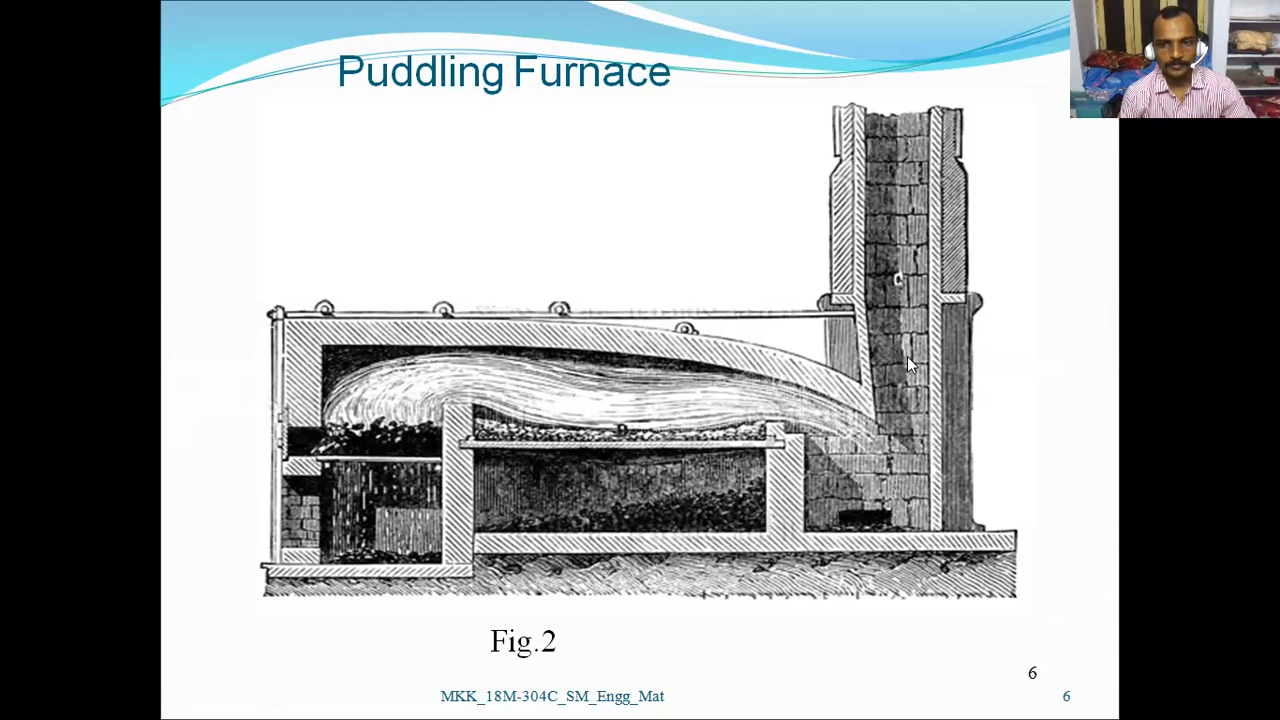 Puddling Furnace
C
B
Fig.2
6
MKK_18M-304C_SM_Engg_Mat
6